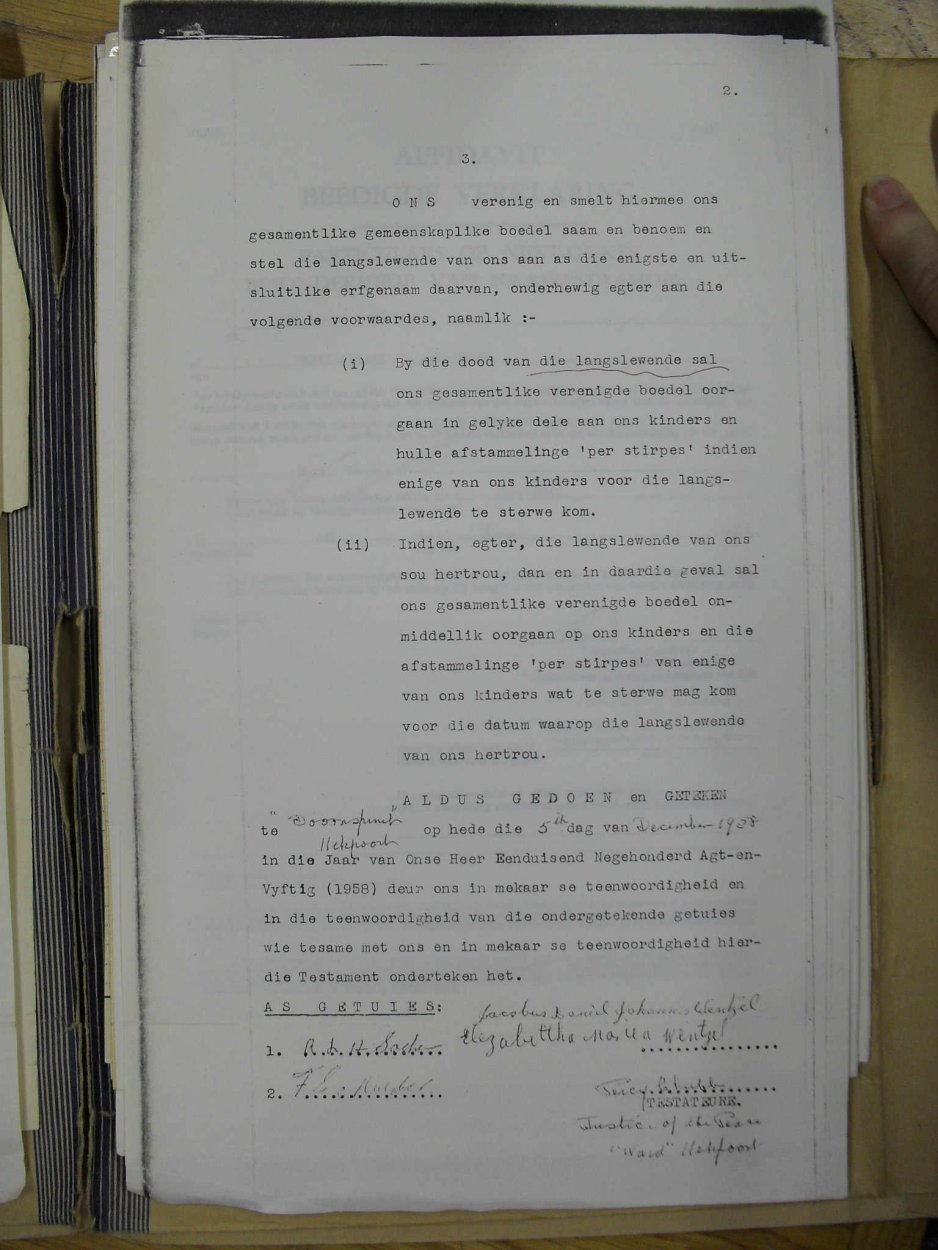 2.
3.
O N S verenig en smelt hiermee ons
gesamentlike gemeenskaplike boedel saam en benoem en
stel die langslewende van ons aan as die enigste en uit-
sluitlike erfgenaam daarvan, onderhewig egter aan die
volgende voorwaardes, naamlik :-
(i) By die dood van die langslewende sal
ons gesamentlike verenigde boedel oor-
gaan in gelyke dele aan ons kinders en
hulle afstammelinge 'per stirpes' indien
enige van ons kinders voor die langs-
lewende te sterwe kom.
(ii) Indien, egter, die langslewende van ons
sou hertrou, dan en in daardie geval sal
ons gesamentlike verenigde boedel on-
middellik oorgaan op ons kinders en die
afstammelinge 'per stirpes' van enige
van ons kinders wat te sterwe mag kom
voor die datum waarop die langslewende
van ons hertrou.
A L D U S G E D O E N en GETEKEN
te op hede die 5th dag van December 1958
Hekpoort
in die Jaar van Onse Heer Eenduisend Negehonderd Agt-en-
Vyftig (1958) deur ons in mekaar se teenwoordigheid en
in die teenwoordigheid van die ondergetekende getuies
wie tesame met ons en in mekaar se teenwoordigheid hier-
die Testament onderteken het.
A S G E T U I E S:
Jacobus Daniel Johannes Wentzel
Elezabettha Maria Wentzel
1.
2.
TESTATEURE.
Justice of the Peace
"Ward" Hekpoort